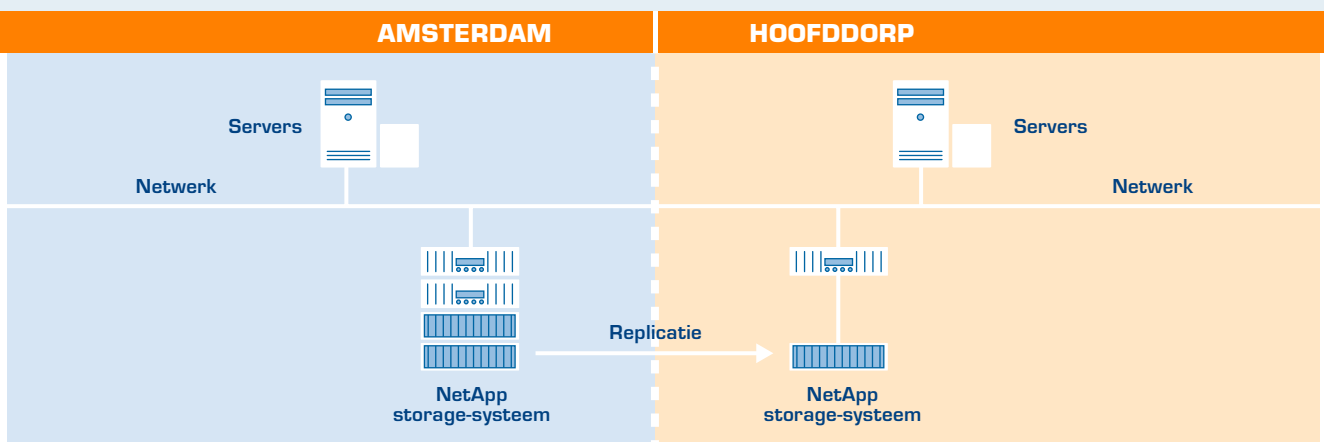 AMSTERDAM
HOOFDDORP
Servers
Servers
Netwerk
Netwerk
Replicatie
NetApp
storage-systeem
NetApp
storage-systeem